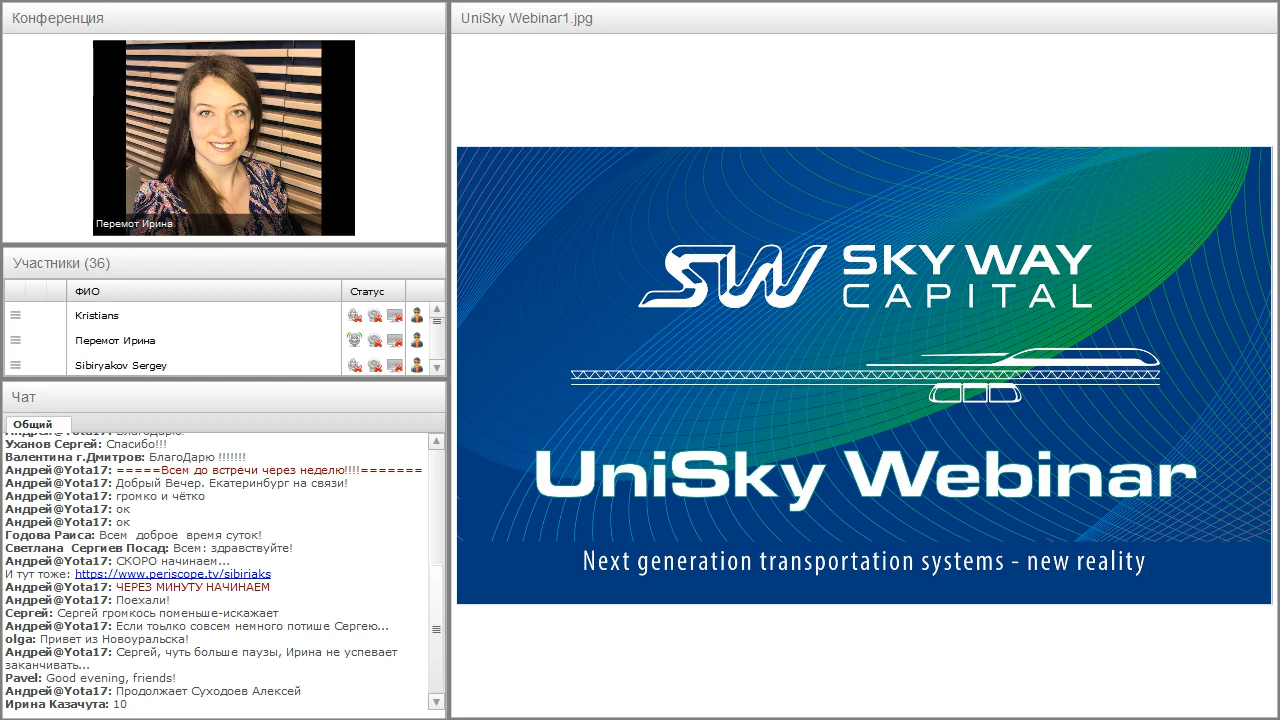 Конференция
Перемот Ирина
Участники (36)
ФИО Статус
Kristians
Перемот Ирина
Sibiryakov Sergey
Чат
Общий
Андрей@Yota17: БлагоДарю!
Уханов Сергей: Спасибо!!!
Валентина г.Дмитров: БлагоДарю !!!!!!!
Андрей@Yota17: =====Всем до встречи через неделю!!!!=======
Андрей@Yota17: Добрый Вечер. Екатеринбург на связи!
Андрей@Yota17: громко и чётко
Андрей@Yota17: ок
Андрей@Yota17: ок
Годова Раиса: Всем доброе время суток!
Светлана Сергиев Посад: Всем: здравствуйте!
Андрей@Yota17: СКОРО начинаем...
И тут тоже: https://www.periscope.tv/sibiriaks
Андрей@Yota17: ЧЕРЕЗ МИНУТУ НАЧИНАЕМ
Андрей@Yota17: Поехали!
Сергей: Сергей громкось поменьше-искажает
Андрей@Yota17: Если тоьлко совсем немного потише Сергею...
olga: Привет из Новоуральска!
Андрей@Yota17: Сергей, чуть больше паузы, Ирина не успевает
заканчивать...
Pavel: Good evening, friends!
Андрей@Yota17: Продолжает Суходоев Алексей
Ирина Казачута: 10
UniSky Webinar1.jpg
SW SKY WAY
CAPITAL
UniSky Webinar
Next generation transportation systems - new reality